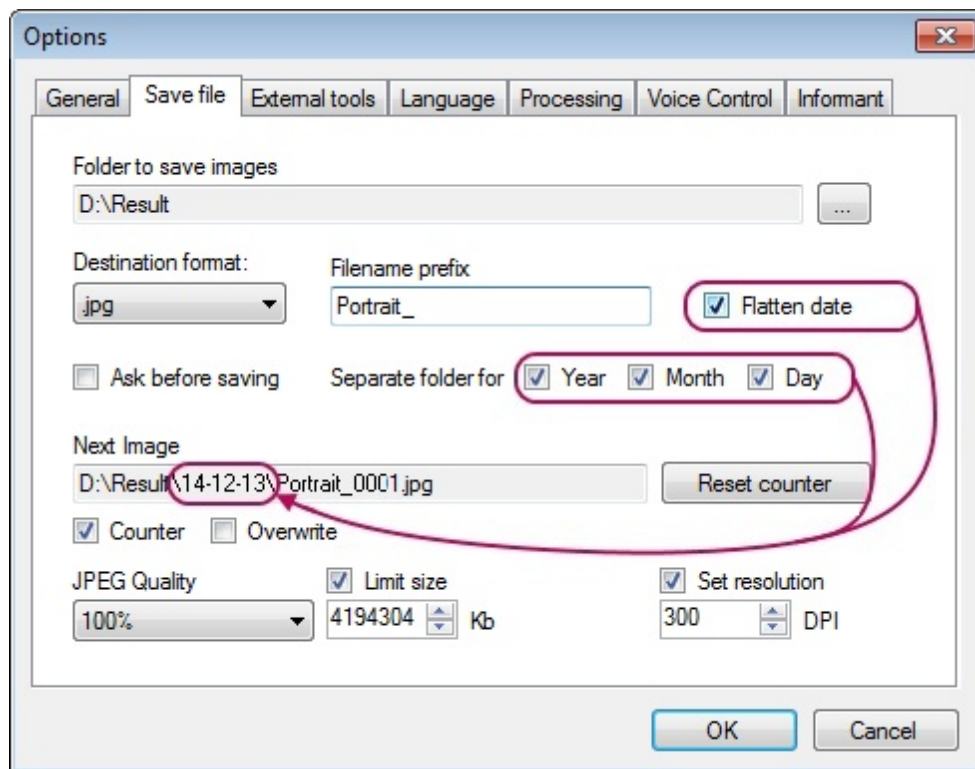 Options
General Save file External tools Language Processing Voice Control Informant
Folder to save images
D:\Result ...
Destination format: Filename prefix
.jpg Portrait_ Flatten date
Ask before saving Separate folder for Year Month Day
Next Image
D:\Result\14-12-13\Portrait_0001.jpg Reset counter
Counter Overwrite
JPEG Quality Limit size Set resolution
100% 4194304 Kb 300 DPI
OK Cancel